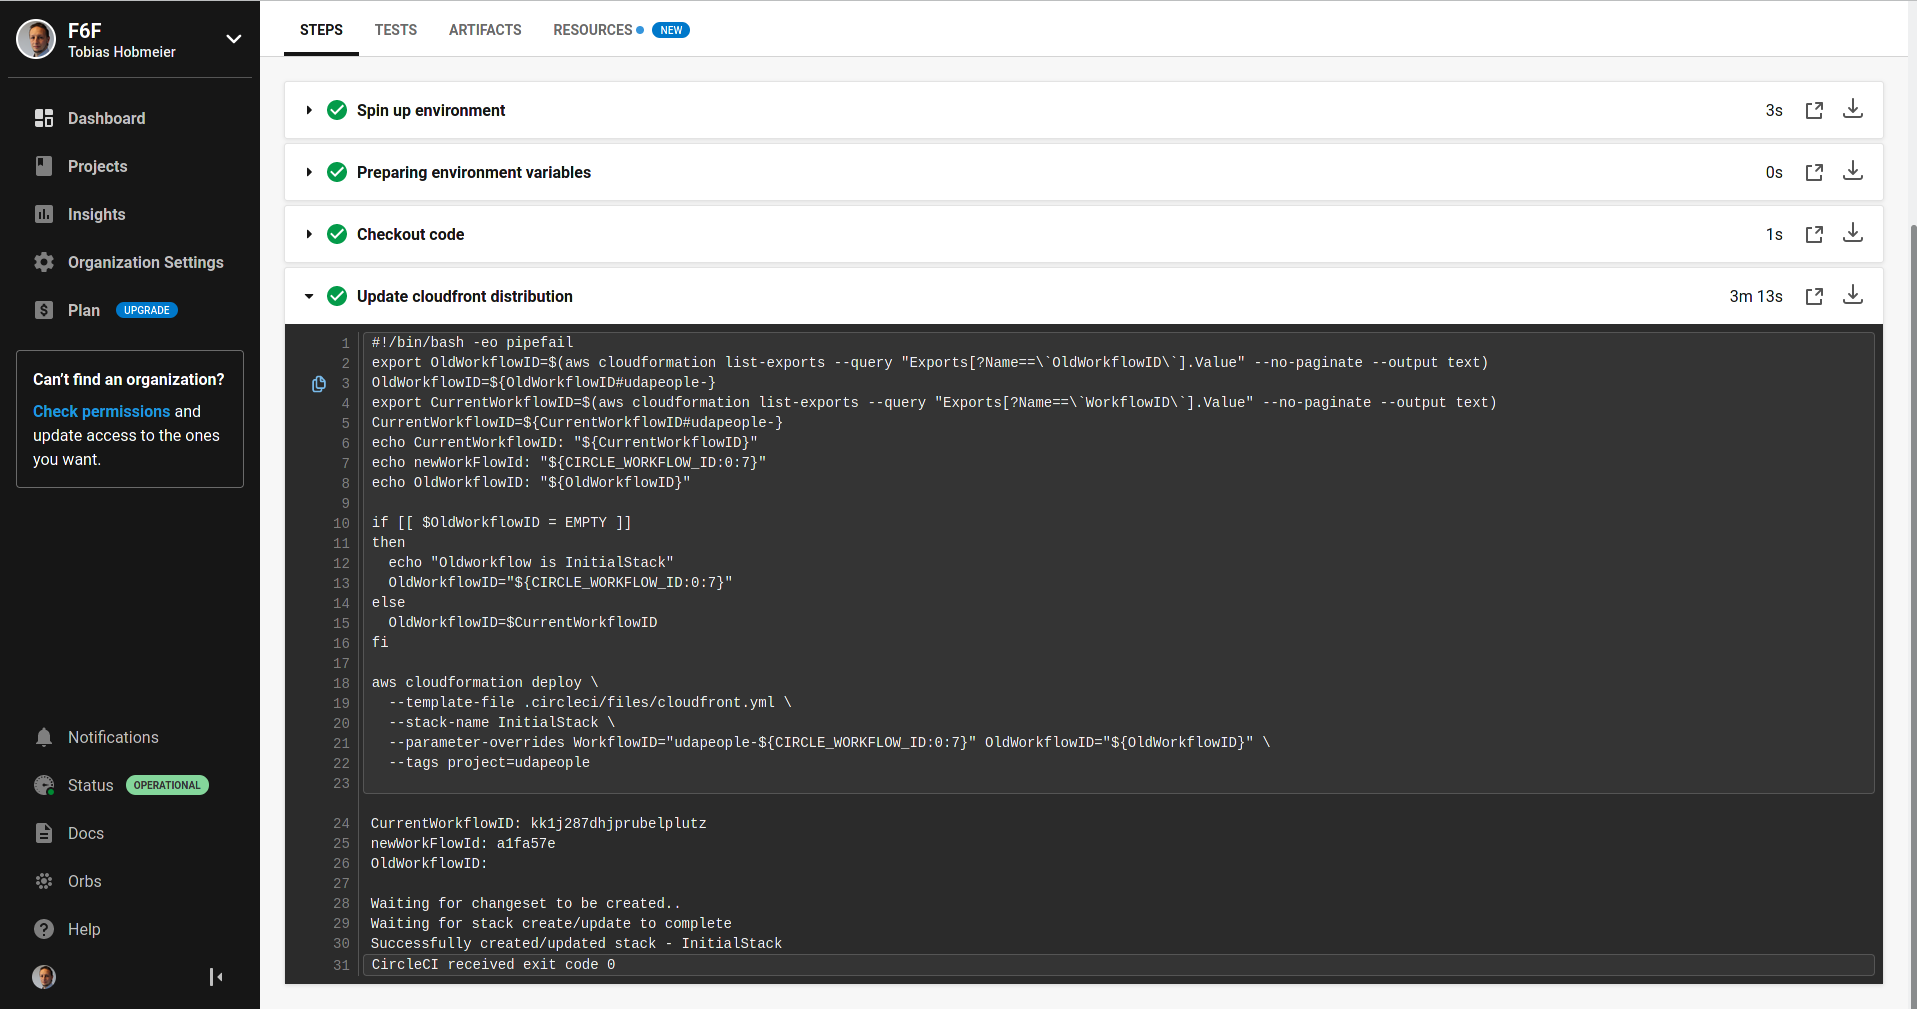 F6F
Tobias Hobmeier
Dashboard
Projects
Insights
Organization Settings
Plan UPGRADE
Can't find an organization?
Check permissions and
update access to the ones
you want.
Notifications
Status OPERATIONAL
Docs
Orbs
Help
STEPS TESTS ARTIFACTS RESOURCES NEW
Spin up environment 3s
Preparing environment variables 0s
Checkout code 1s
Update cloudfront distribution 3m 13s
1 #!/bin/bash -eo pipefail
2 export OldWorkflowID=$(aws cloudformation list-exports --query "Exports[?Name==\`OldWorkflowID\`].Value" --no-paginate --output text)
3 OldWorkflowID=${OldWorkflowID#udapeople-}
4 export CurrentWorkflowID=$(aws cloudformation list-exports --query "Exports[?Name==\`WorkflowID\`].Value" --no-paginate --output text)
5 CurrentWorkflowID=${CurrentWorkflowID#udapeople-}
6 echo CurrentWorkflowID: "${CurrentWorkflowID}"
7 echo newWorkFlowId: "${CIRCLE_WORKFLOW_ID:0:7}"
8 echo OldWorkflowID: "${OldWorkflowID}"
9
10 if [[ $OldWorkflowID = EMPTY ]]
11 then
12 echo "Oldworkflow is InitialStack"
13 OldWorkflowID="${CIRCLE_WORKFLOW_ID:0:7}"
14 else
15 OldWorkflowID=$CurrentWorkflowID
16 fi
17
18 aws cloudformation deploy \
19 --template-file .circleci/files/cloudfront.yml \
20 --stack-name InitialStack \
21 --parameter-overrides WorkflowID="udapeople-${CIRCLE_WORKFLOW_ID:0:7}" OldWorkflowID="${OldWorkflowID}" \
22 --tags project=udapeople
23
24 CurrentWorkflowID: kk1j287dhjprubelplutz
25 newWorkFlowId: a1fa57e
26 OldWorkflowID:
27
28 Waiting for changeset to be created..
29 Waiting for stack create/update to complete
30 Successfully created/updated stack - InitialStack
31 CircleCI received exit code 0